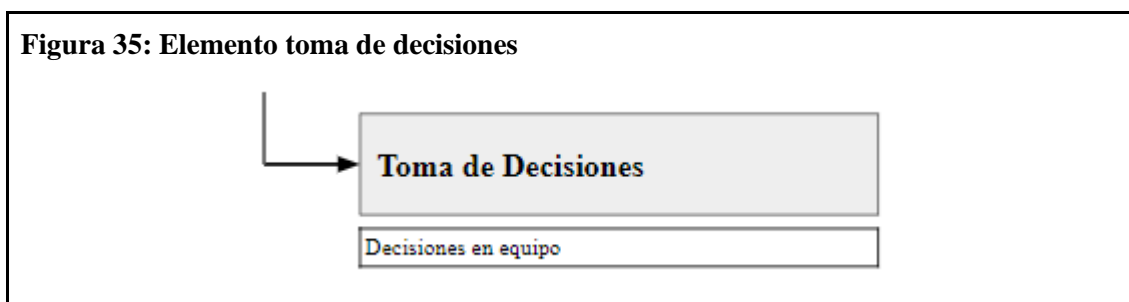 Figura 35: Elemento toma de decisiones
Toma de Decisiones
Decisiones en equipo